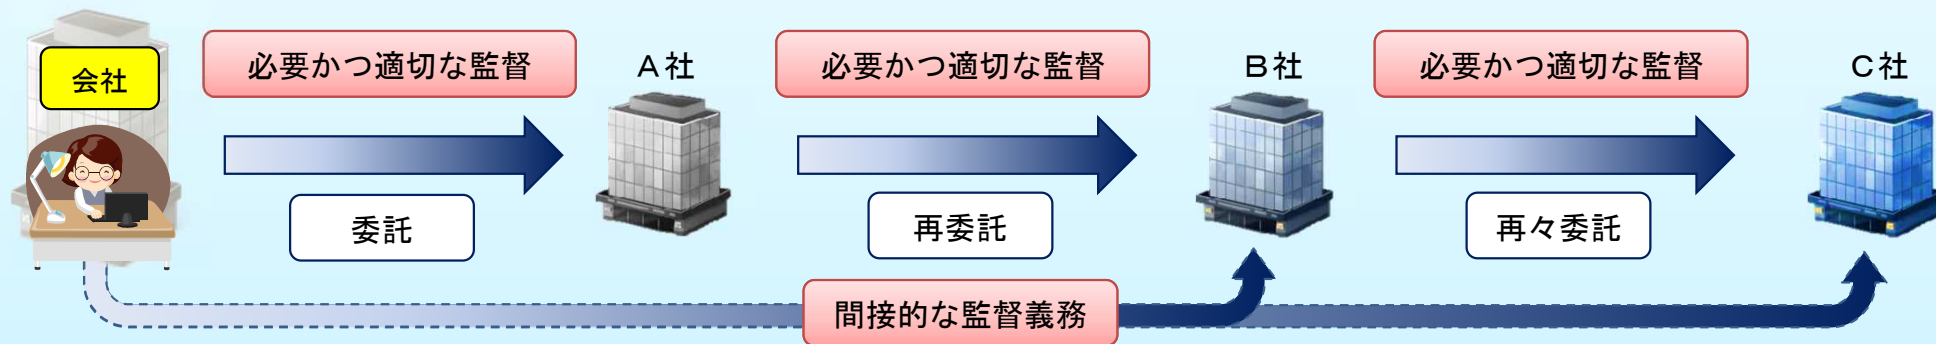 会社
必要かつ適切な監督
A社
必要かつ適切な監督
B社
必要かつ適切な監督
C社
委託
再委託
再々委託
間接的な監督義務